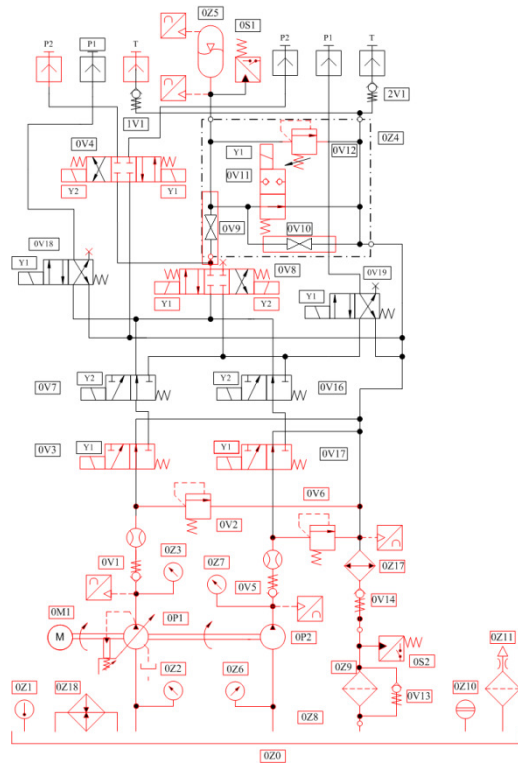 0Z5
0S1
P2
P1
T
P2
P1
T
1V1
2V1
0V4
Y1
0V12
0Z4
0V11
Y2
Y1
0V9
0V10
0V18
0V8
0V19
Y1
Y1
Y2
Y1
0V7
Y2
Y2
0V16
0V3
Y1
Y1
0V17
0V6
0V2
0V1
0Z3
0Z7
0V5
0Z17
0V14
0M1
M
0P1
0P2
0S2
0Z11
0Z1
0Z18
0Z2
0Z6
0Z9
0Z10
0V13
0Z8
0Z0